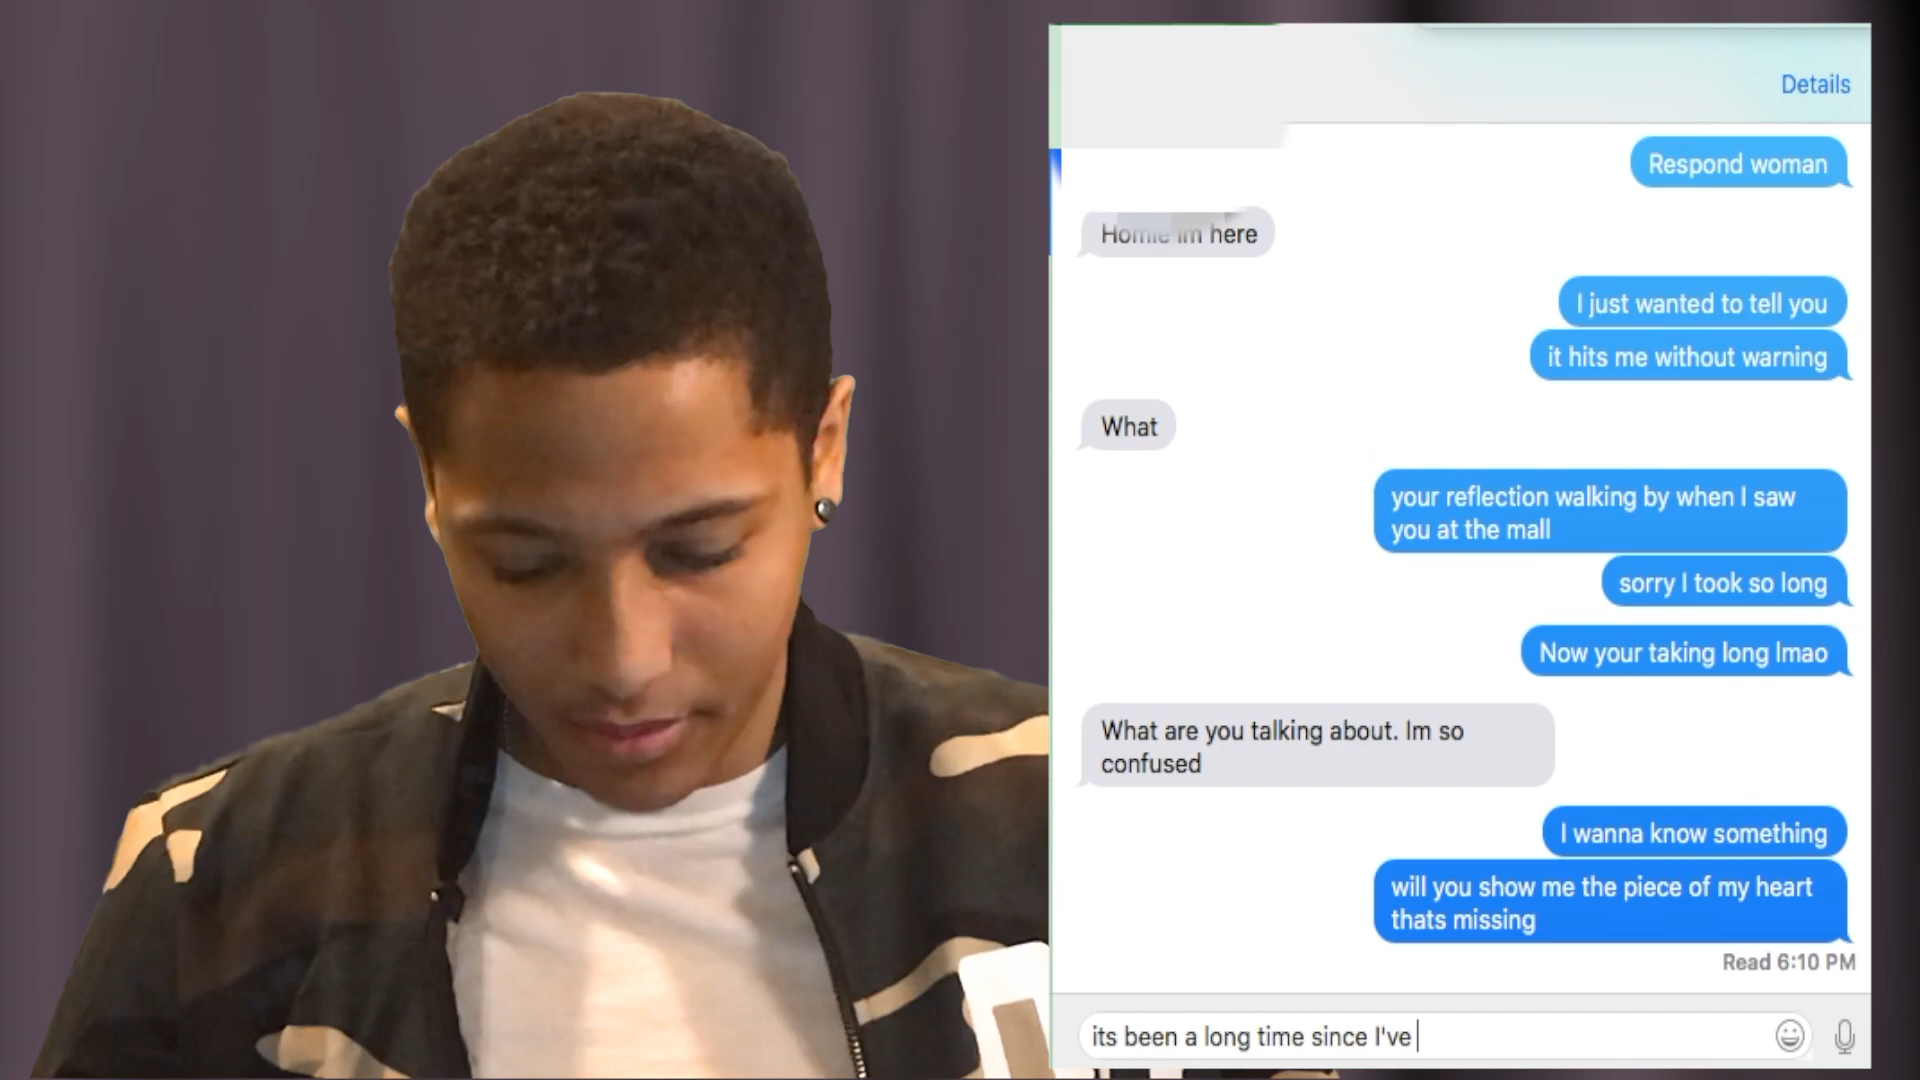 Details
Respond woman
Homie im here
I just wanted to tell you
it hits me without warning
What
your reflection walking by when I saw
you at the mall
sorry I took so long
Now your taking long lmao
What are you talking about. Im so
confused
I wanna know something
will you show me the piece of my heart
thats missing
Read 6:10 PM
its been a long time since I've